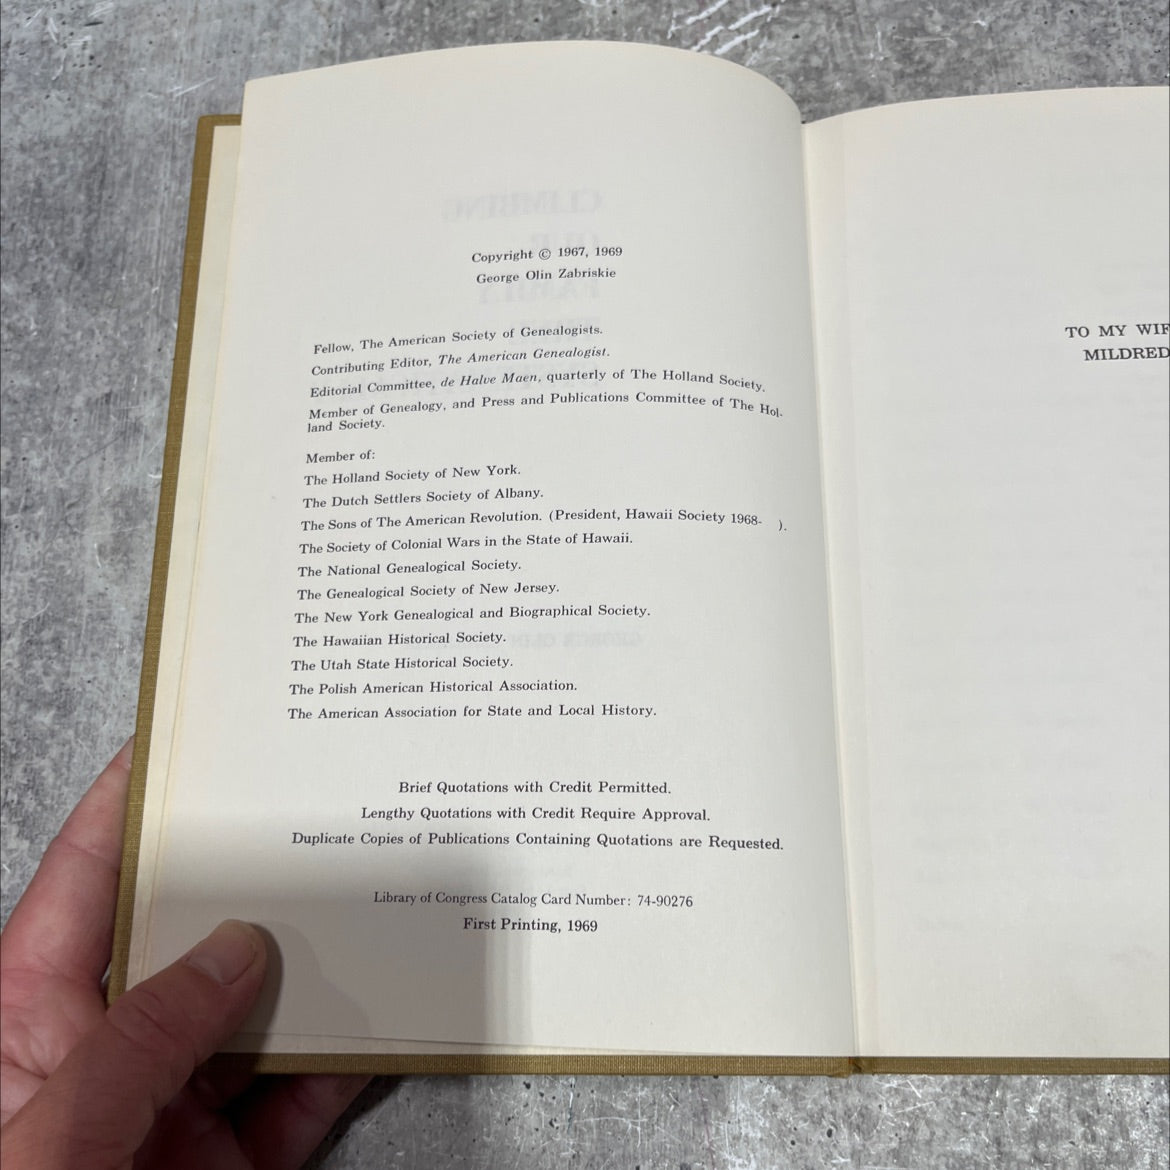 Copyright © 1967, 1969
George Olin Zabriskie
Fellow, The American Society of Genealogists.
Contributing Editor, The American Genealogist.
Editorial Committee, de Halve Maen, quarterly of The Holland Society.
Member of Genealogy, and Press and Publications Committee of The Hol-
land Society.
Member of:
The Holland Society of New York.
The Dutch Settlers Society of Albany.
The Sons of The American Revolution. (President, Hawaii Society 1968- ).
The Society of Colonial Wars in the State of Hawaii.
The National Genealogical Society.
The Genealogical Society of New Jersey.
The New York Genealogical and Biographical Society.
The Hawaiian Historical Society.
The Utah State Historical Society.
The Polish American Historical Association.
The American Association for State and Local History.
Brief Quotations with Credit Permitted.
Lengthy Quotations with Credit Require Approval.
Duplicate Copies of Publications Containing Quotations are Requested.
Library of Congress Catalog Card Number: 74-90276
First Printing, 1969
TO MY WIF
MILDRED